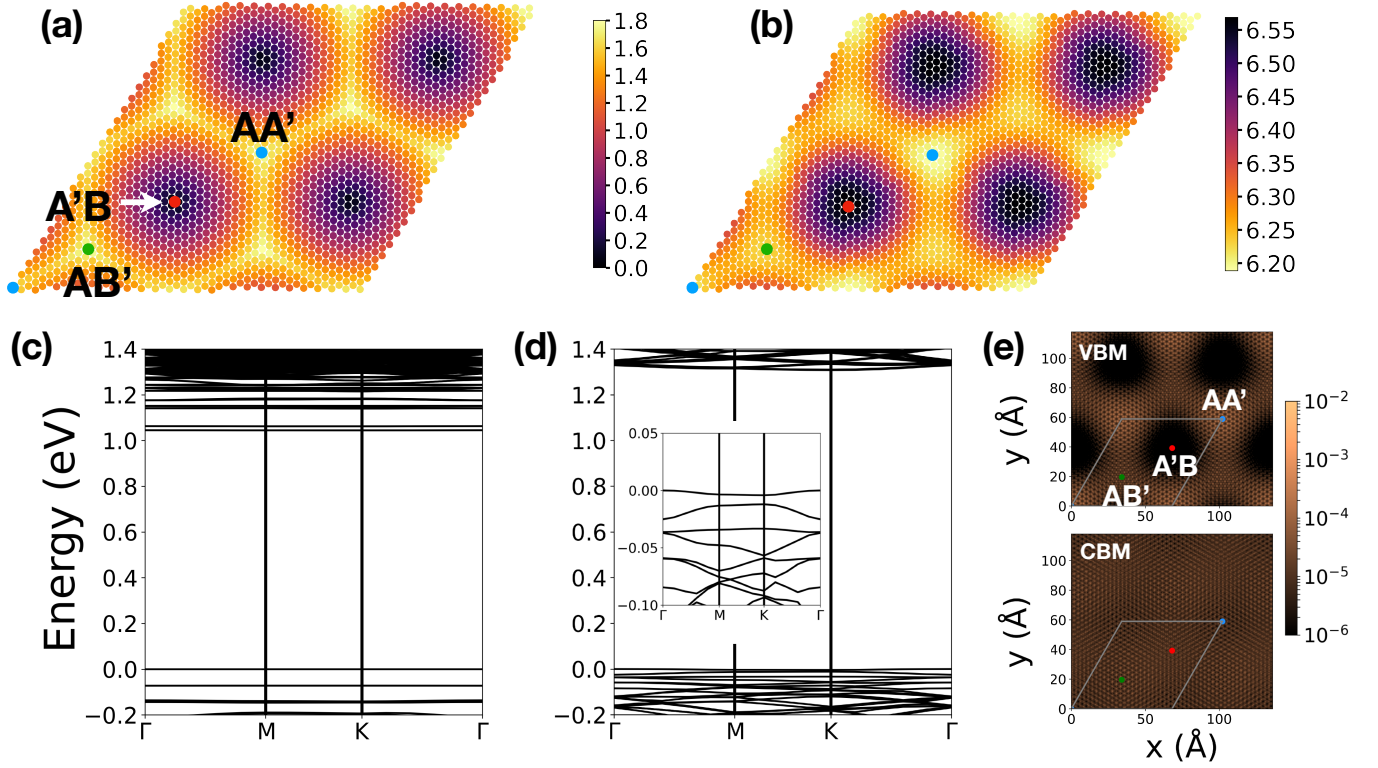 (a)
AA’
A’B
AB’
1.8
1.6
1.4
1.2
1.0
0.8
0.6
0.4
0.2
0.0
(b)
6.55
6.50
6.45
6.40
6.35
6.30
6.25
6.20
(c)
Energy (eV)
1.4
1.2
1.0
0.8
0.6
0.4
0.2
0.0
−0.2
Γ M K Γ
(d)
1.4
1.2
1.0
0.8
0.6
0.4
0.2
0.0
−0.2
0.05
0.00
−0.05
−0.10
Γ M K Γ
Γ M K Γ
(e)
VBM
AA’
A’B
AB’
y (Å)
100
80
60
40
20
0
0 50 100
CBM
y (Å)
100
80
60
40
20
0
0 50 100
x (Å)
10⁻²
10⁻³
10⁻⁴
10⁻⁵
10⁻⁶